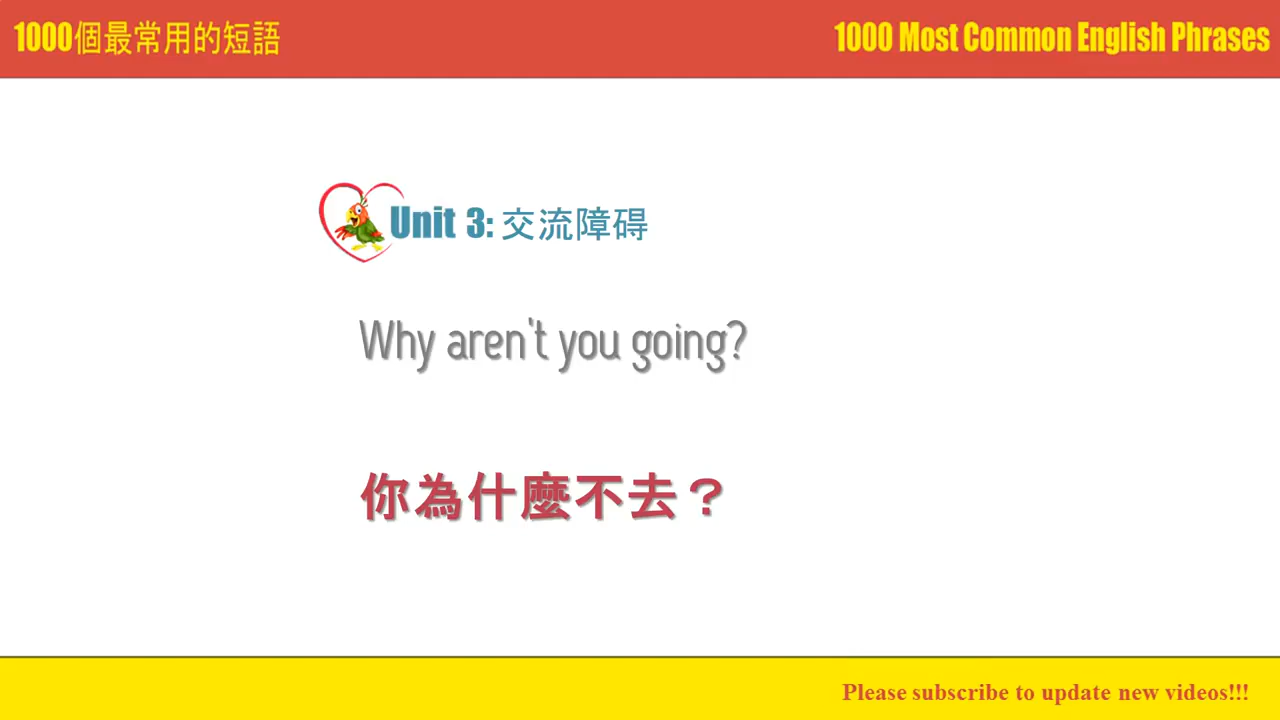 1000個最常用的短語
1000 Most Common English Phrases
Unit 3: 交流障碍
Why aren't you going?
你為什麼不去？
Please subscribe to update new videos!!!